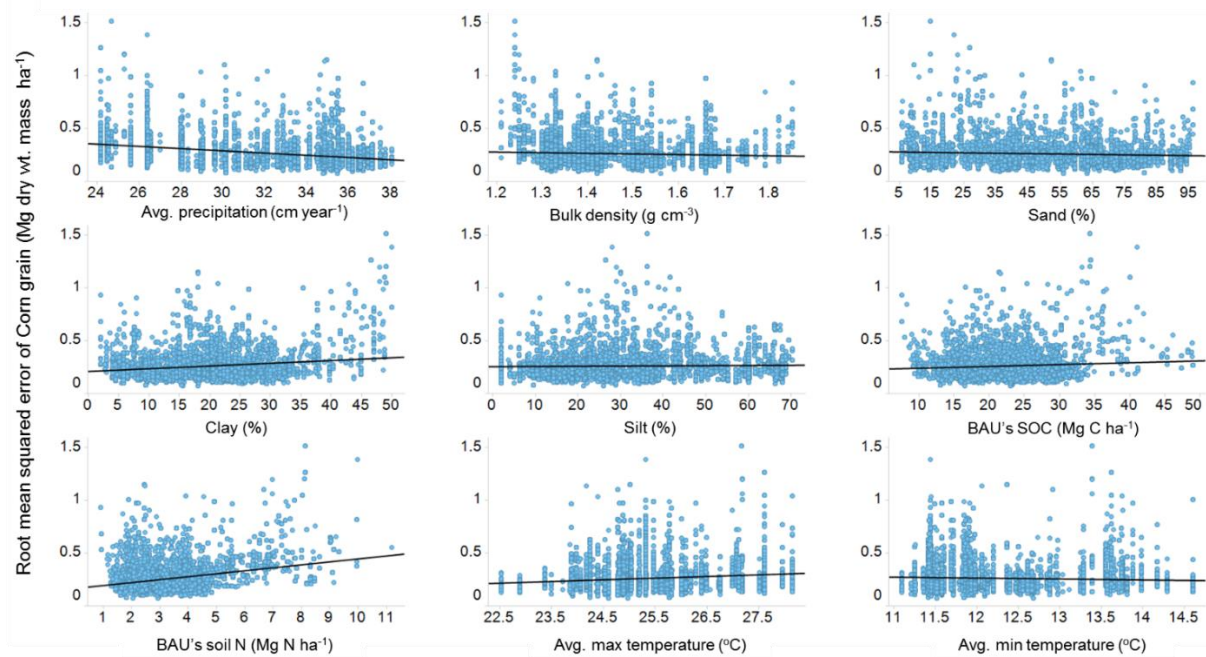 Root mean squared error of Corn grain (Mg dry wt. mass ha⁻¹)
1.5
1
0.5
0
24 26 28 30 32 34 36 38
Avg. precipitation (cm year⁻¹)
1.5
1
0.5
0
1.2 1.3 1.4 1.5 1.6 1.7 1.8
Bulk density (g cm⁻³)
1.5
1
0.5
0
5 15 25 35 45 55 65 75 85 95
Sand (%)
1.5
1
0.5
0
0 5 10 15 20 25 30 35 40 45 50
Clay (%)
1.5
1
0.5
0
0 10 20 30 40 50 60 70
Silt (%)
1.5
1
0.5
0
10 15 20 25 30 35 40 45 50
BAU's SOC (Mg C ha⁻¹)
1.5
1
0.5
0
1 2 3 4 5 6 7 8 9 10 11
BAU's soil N (Mg N ha⁻¹)
1.5
1
0.5
0
22.5 23.5 24.5 25.5 26.5 27.5
Avg. max temperature (ºC)
1.5
1
0.5
0
11 11.5 12 12.5 13 13.5 14 14.5
Avg. min temperature (ºC)